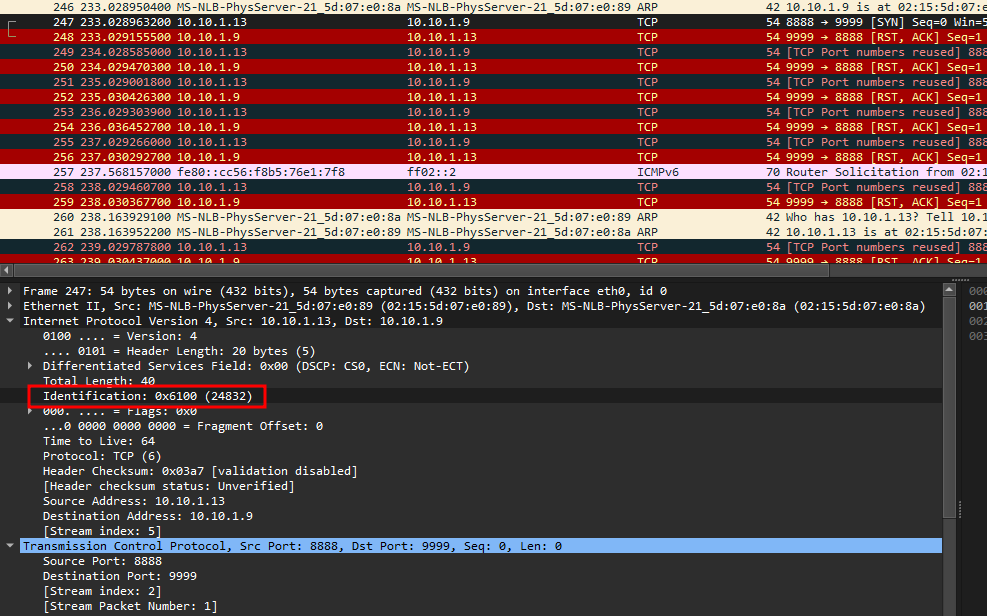 246 233.028950400 MS-NLB-PhysServer-21_5d:07:e0:8a MS-NLB-PhysServer-21_5d:07:e0:89 ARP 42 10.10.1.9 is at 02:15:5d:07:e
247 233.028963200 10.10.1.13 10.10.1.9 TCP 54 8888 → 9999 [SYN] Seq=0 Win=5
248 233.029155500 10.10.1.9 10.10.1.13 TCP 54 9999 → 8888 [RST, ACK] Seq=1
249 234.028585000 10.10.1.13 10.10.1.9 TCP 54 [TCP Port numbers reused] 888
250 234.029470300 10.10.1.9 10.10.1.13 TCP 54 9999 → 8888 [RST, ACK] Seq=1
251 235.029001800 10.10.1.13 10.10.1.9 TCP 54 [TCP Port numbers reused] 888
252 235.030426300 10.10.1.9 10.10.1.13 TCP 54 9999 → 8888 [RST, ACK] Seq=1
253 236.029303900 10.10.1.13 10.10.1.9 TCP 54 [TCP Port numbers reused] 888
254 236.036452700 10.10.1.9 10.10.1.13 TCP 54 9999 → 8888 [RST, ACK] Seq=1
255 237.029266000 10.10.1.13 10.10.1.9 TCP 54 [TCP Port numbers reused] 888
256 237.030292700 10.10.1.9 10.10.1.13 TCP 54 9999 → 8888 [RST, ACK] Seq=1
257 237.568157000 fe80::cc56:f8b5:76e1:7f8 ff02::2 ICMPv6 70 Router Solicitation from 02:1
258 238.029460700 10.10.1.13 10.10.1.9 TCP 54 [TCP Port numbers reused] 888
259 238.030367700 10.10.1.9 10.10.1.13 TCP 54 9999 → 8888 [RST, ACK] Seq=1
260 238.163929100 MS-NLB-PhysServer-21_5d:07:e0:8a MS-NLB-PhysServer-21_5d:07:e0:89 ARP 42 Who has 10.10.1.13? Tell 10.1
261 238.163952200 MS-NLB-PhysServer-21_5d:07:e0:89 MS-NLB-PhysServer-21_5d:07:e0:8a ARP 42 10.10.1.13 is at 02:15:5d:07:
262 239.029787800 10.10.1.13 10.10.1.9 TCP 54 [TCP Port numbers reused] 888
263 239.030437000 10.10.1.9 10.10.1.13 TCP 54 9999 → 8888 [RST, ACK] Seq=1
Frame 247: 54 bytes on wire (432 bits), 54 bytes captured (432 bits) on interface eth0, id 0
Ethernet II, Src: MS-NLB-PhysServer-21_5d:07:e0:89 (02:15:5d:07:e0:89), Dst: MS-NLB-PhysServer-21_5d:07:e0:8a (02:15:5d:07:e0:8a)
Internet Protocol Version 4, Src: 10.10.1.13, Dst: 10.10.1.9
0100 .... = Version: 4
.... 0101 = Header Length: 20 bytes (5)
Differentiated Services Field: 0x00 (DSCP: CS0, ECN: Not-ECT)
Total Length: 40
Identification: 0x6100 (24832)
000. .... = Flags: 0x0
...0 0000 0000 0000 = Fragment Offset: 0
Time to Live: 64
Protocol: TCP (6)
Header Checksum: 0x03a7 [validation disabled]
[Header checksum status: Unverified]
Source Address: 10.10.1.13
Destination Address: 10.10.1.9
[Stream index: 5]
Transmission Control Protocol, Src Port: 8888, Dst Port: 9999, Seq: 0, Len: 0
Source Port: 8888
Destination Port: 9999
[Stream index: 2]
[Stream Packet Number: 1]
000
001
002
003